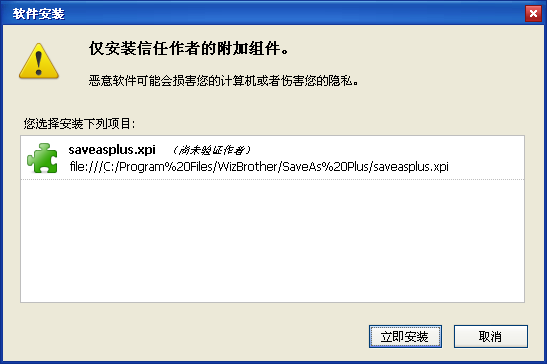 软件安装
仅安装信任作者的附加组件。
恶意软件可能会损害您的计算机或者伤害您的隐私。
您选择安装下列项目:
saveasplus.xpi （尚未验证作者）
file:///C:/Program%20Files/WizBrother/SaveAs%20Plus/saveasplus.xpi
立即安装 取消